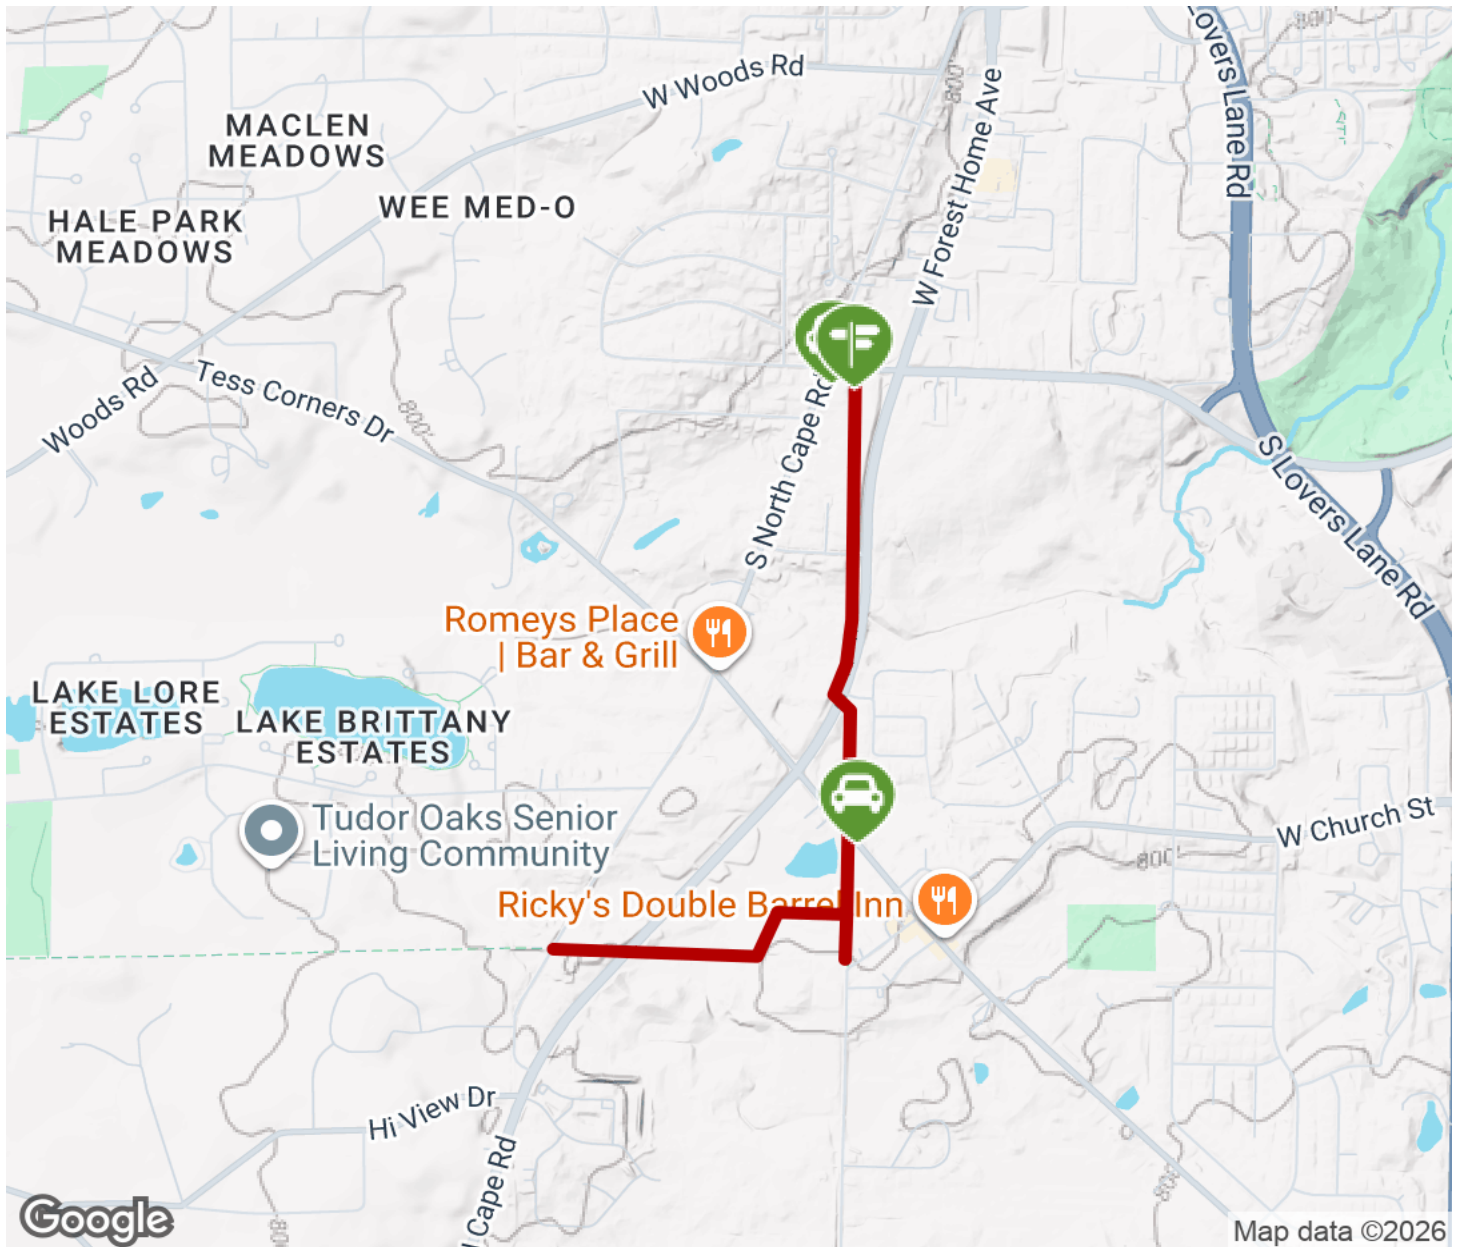 800'
overs Lane Rd
W Woods Rd
800'
W Forest Home Ave
MACLEN
MEADOWS
WEE MED-O
HALE PARK
MEADOWS
Tess Corners Dr
Woods Rd
800'
S North Cape Rd
S Lovers Lane Rd
Romeys Place
| Bar & Grill
LAKE LORE
ESTATES
LAKE BRITTANY
ESTATES
Tudor Oaks Senior
Living Community
W Church St
800'
Ricky's Double Barrel Inn
Hi View Dr
Cape Rd
Google
Map data ©2026